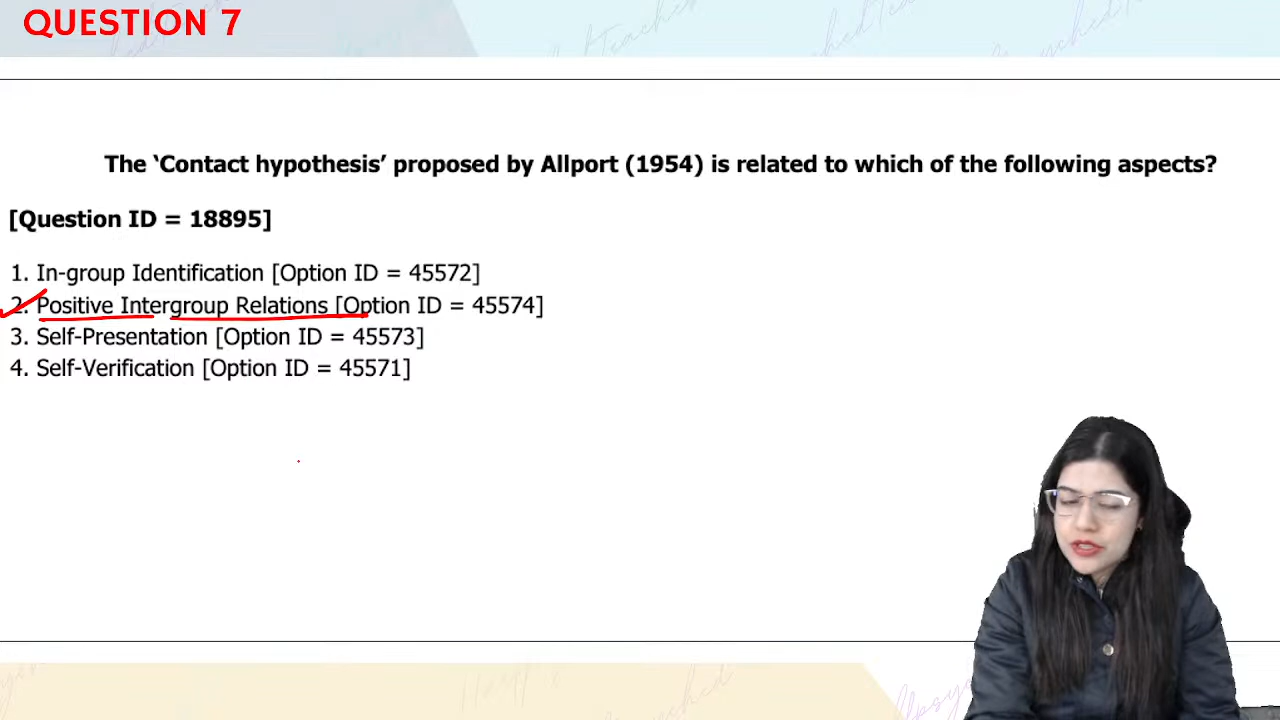 QUESTION 7
The ‘Contact hypothesis’ proposed by Allport (1954) is related to which of the following aspects?
[Question ID = 18895]
1. In-group Identification [Option ID = 45572]
2. Positive Intergroup Relations [Option ID = 45574]
3. Self-Presentation [Option ID = 45573]
4. Self-Verification [Option ID = 45571]